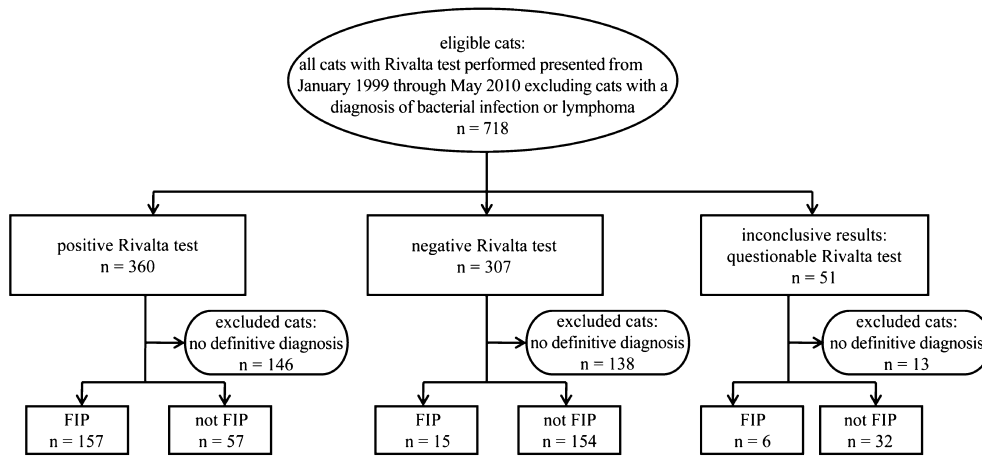 eligible cats:
all cats with Rivalta test performed presented from
January 1999 through May 2010 excluding cats with a
diagnosis of bacterial infection or lymphoma
n = 718
positive Rivalta test
n = 360
negative Rivalta test
n = 307
inconclusive results:
questionable Rivalta test
n = 51
excluded cats:
no definitive diagnosis
n = 146
excluded cats:
no definitive diagnosis
n = 138
excluded cats:
no definitive diagnosis
n = 13
FIP
n = 157
not FIP
n = 57
FIP
n = 15
not FIP
n = 154
FIP
n = 6
not FIP
n = 32